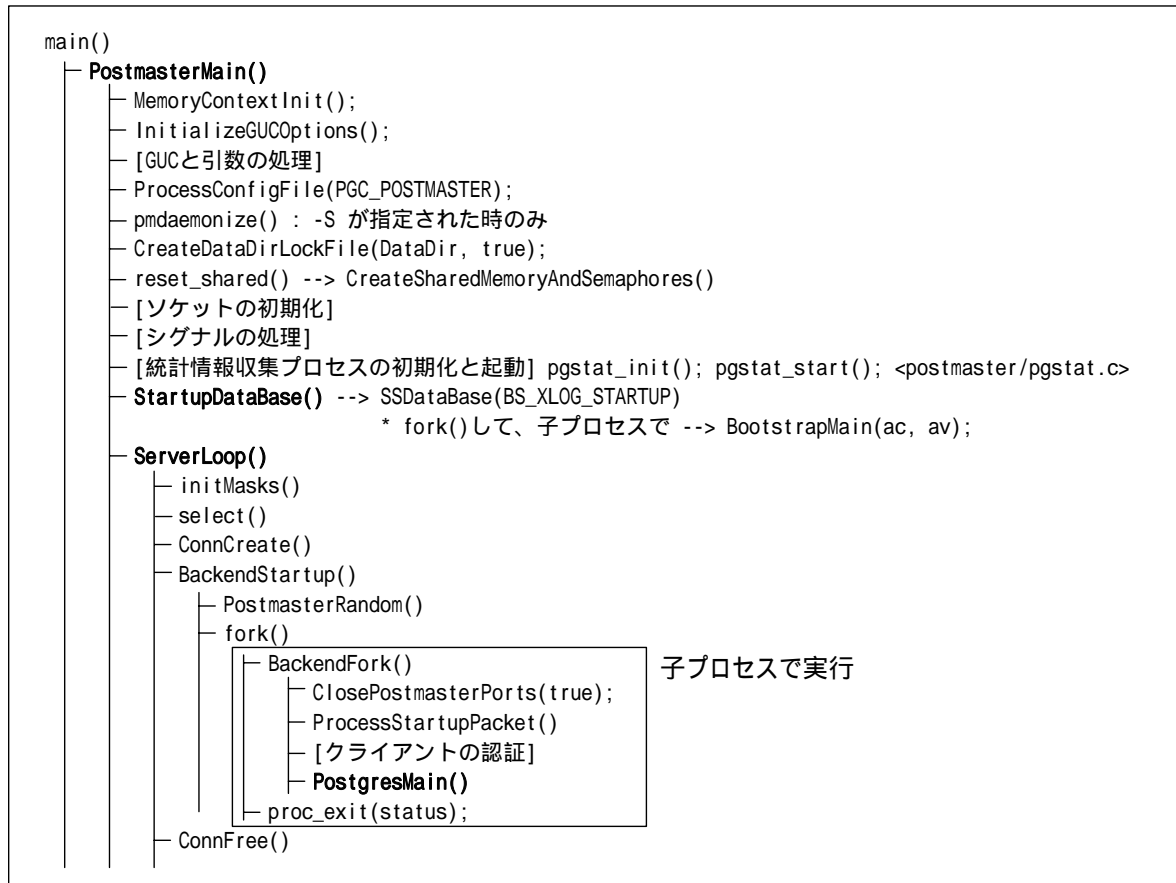 main()
PostmasterMain()
MemoryContextInit();
InitializeGUCOptions();
[GUCと引数の処理]
ProcessConfigFile(PGC_POSTMASTER);
pmdaemonize() : -S が指定された時のみ
CreateDataDirLockFile(DataDir, true);
reset_shared() --> CreateSharedMemoryAndSemaphores()
[ソケットの初期化]
[シグナルの処理]
[統計情報収集プロセスの初期化と起動] pgstat_init(); pgstat_start(); <postmaster/pgstat.c>
StartupDataBase() --> SSDataBase(BS_XLOG_STARTUP)
* fork()して、子プロセスで --> BootstrapMain(ac, av);
ServerLoop()
initMasks()
select()
ConnCreate()
BackendStartup()
PostmasterRandom()
fork()
BackendFork() 子プロセスで実行
ClosePostmasterPorts(true);
ProcessStartupPacket()
[クライアントの認証]
PostgresMain()
proc_exit(status);
ConnFree()